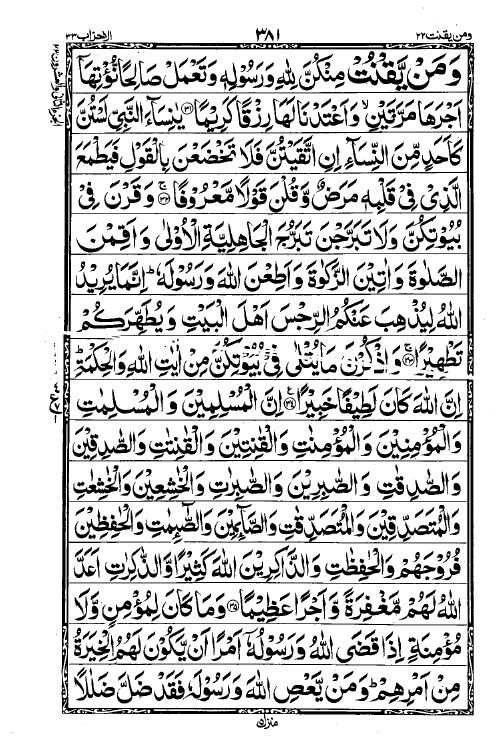 ومن يقنت ٢٢ ٣٨١ الاحزاب ٣٣
وَمَنْ يَّقْنُتْ مِنْكُنَّ لِلّٰهِ وَرَسُوْلِهٖ وَتَعْمَلْ صَالِحًا نُّؤْتِهَآ
اَجْرَهَا مَرَّتَيْنِ ۙ وَاَعْتَدْنَا لَهَا رِزْقًا كَرِيْمًا ﴿٣١﴾ يٰنِسَآءَ النَّبِيِّ لَسْتُنَّ
كَاَحَدٍ مِّنَ النِّسَآءِ اِنِ اتَّقَيْتُنَّ فَلَا تَخْضَعْنَ بِالْقَوْلِ فَيَطْمَعَ
الَّذِيْ فِيْ قَلْبِهٖ مَرَضٌ وَّقُلْنَ قَوْلًا مَّعْرُوْفًا ﴿٣٢﴾ۚ وَقَرْنَ فِيْ
بُيُوْتِكُنَّ وَلَا تَبَرَّجْنَ تَبَرُّجَ الْجَاهِلِيَّةِ الْاُوْلٰى وَاَقِمْنَ
الصَّلٰوةَ وَاٰتِيْنَ الزَّكٰوةَ وَاَطِعْنَ اللّٰهَ وَرَسُوْلَهٗ ؕ اِنَّمَا يُرِيْدُ
اللّٰهُ لِيُذْهِبَ عَنْكُمُ الرِّجْسَ اَهْلَ الْبَيْتِ وَيُطَهِّرَكُمْ
تَطْهِيْرًا ﴿٣٣﴾ۚ وَاذْكُرْنَ مَا يُتْلٰى فِيْ بُيُوْتِكُنَّ مِنْ اٰيٰتِ اللّٰهِ وَالْحِكْمَةِ ؕ
اِنَّ اللّٰهَ كَانَ لَطِيْفًا خَبِيْرًا ﴿٣٤﴾ؑ اِنَّ الْمُسْلِمِيْنَ وَالْمُسْلِمٰتِ
وَالْمُؤْمِنِيْنَ وَالْمُؤْمِنٰتِ وَالْقٰنِتِيْنَ وَالْقٰنِتٰتِ وَالصّٰدِقِيْنَ
وَالصّٰدِقٰتِ وَالصّٰبِرِيْنَ وَالصّٰبِرٰتِ وَالْخٰشِعِيْنَ وَالْخٰشِعٰتِ
وَالْمُتَصَدِّقِيْنَ وَالْمُتَصَدِّقٰتِ وَالصَّآئِمِيْنَ وَالصّٰٓئِمٰتِ وَالْحٰفِظِيْنَ
فُرُوْجَهُمْ وَالْحٰفِظٰتِ وَالذّٰكِرِيْنَ اللّٰهَ كَثِيْرًا وَّالذّٰكِرٰتِ اَعَدَّ
اللّٰهُ لَهُمْ مَّغْفِرَةً وَّاَجْرًا عَظِيْمًا ﴿٣٥﴾ وَمَا كَانَ لِمُؤْمِنٍ وَّلَا
مُؤْمِنَةٍ اِذَا قَضَى اللّٰهُ وَرَسُوْلُهٗٓ اَمْرًا اَنْ يَّكُوْنَ لَهُمُ الْخِيَرَةُ
مِنْ اَمْرِهِمْ ؕ وَمَنْ يَّعْصِ اللّٰهَ وَرَسُوْلَهٗ فَقَدْ ضَلَّ ضَلٰلًا
منزل ٥